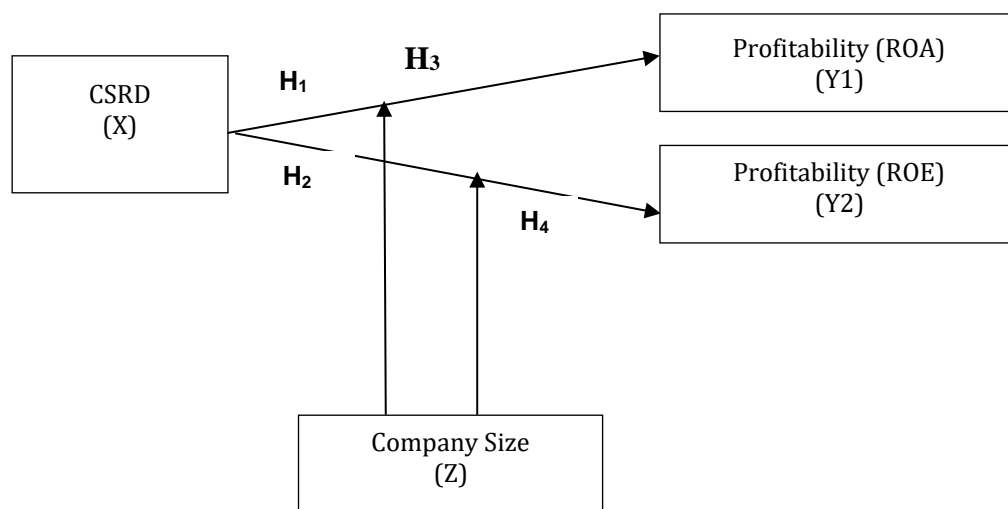 CSRD
(X)
H₁
H₃
Profitability (ROA)
(Y1)
H₂
H₄
Profitability (ROE)
(Y2)
Company Size
(Z)